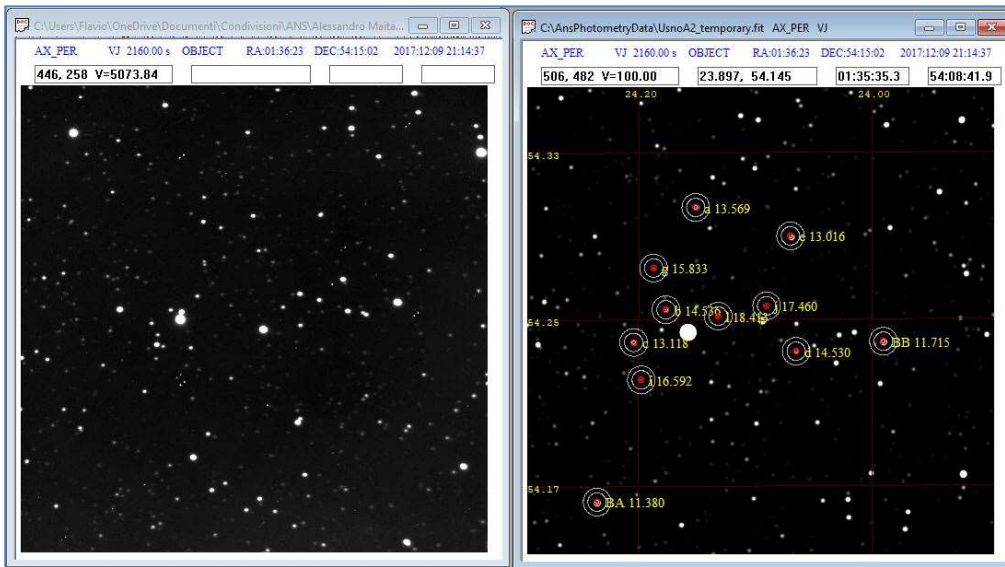 C:\Users\Flavio\OneDrive\Documenti\Condivisioni\ANS\Alessandro Maita...
AX_PER VJ 2160.00 s OBJECT RA:01:36:23 DEC:54:15:02 2017:12:09 21:14:37
446, 258 V=5073.84
C:\AnsPhotometryData\UsnoA2_temporary.fit AX_PER VJ
AX_PER VJ 2160.00 s OBJECT RA:01:36:23 DEC:54:15:02 2017:12:09 21:14:37
506, 482 V=100.00 23.897, 54.145 01:35:35.3 54:08:41.9
24.20 24.00
54.33
a 13.569
e 13.016
g 15.833
j 17.460
b 14.536
l 18.413
54.25
c 13.118
d 14.530
BB 11.715
i 16.592
54.17
BA 11.380